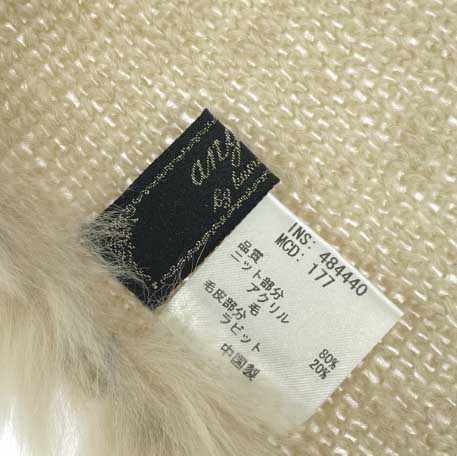 INS: 484440
MCD: 177
品質
ニット部分
アクリル 80%
毛 20%
毛皮部分
ラビット
中国製